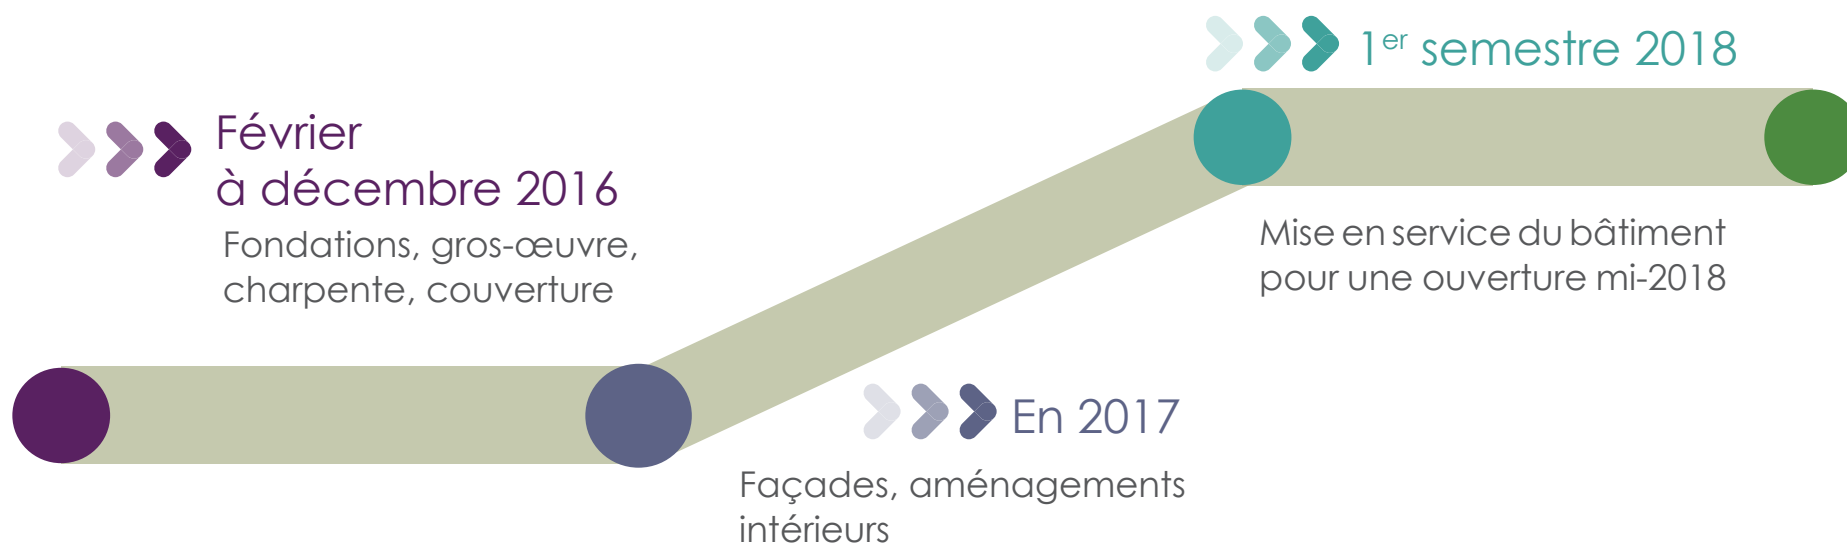 Février
à décembre 2016
Fondations, gros-œuvre,
charpente, couverture
En 2017
Façades, aménagements
intérieurs
1er semestre 2018
Mise en service du bâtiment
pour une ouverture mi-2018